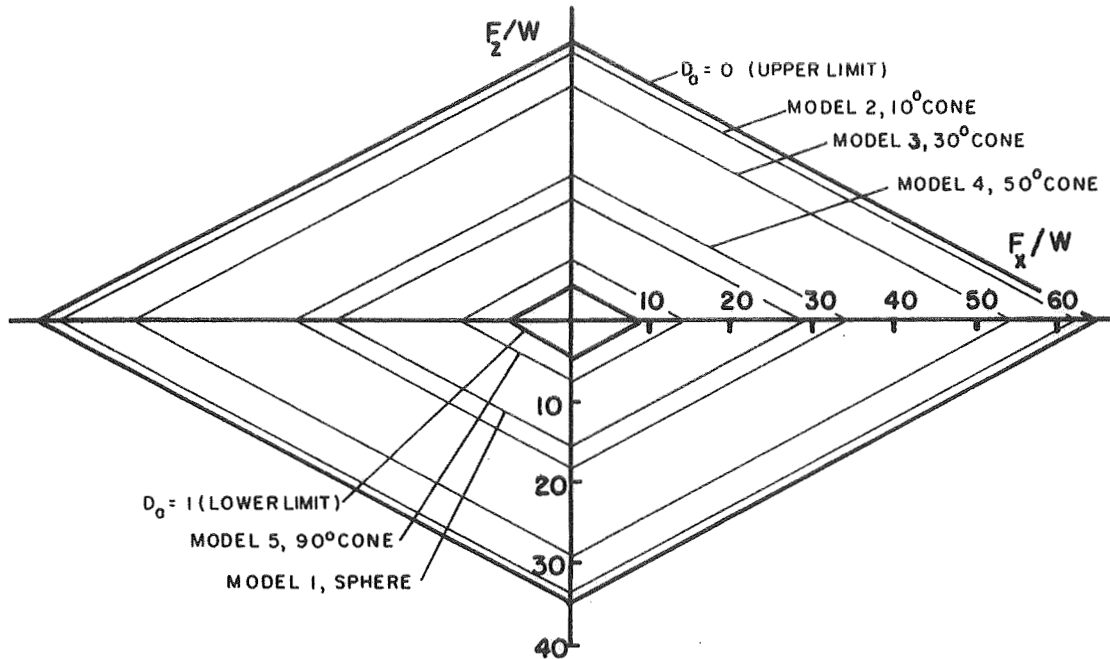 F_z/W
D_a = 0 (UPPER LIMIT)
MODEL 2, 10° CONE
MODEL 3, 30° CONE
MODEL 4, 50° CONE
F_x/W
10 20 30 40 50 60
10
20
30
40
D_a = 1 (LOWER LIMIT)
MODEL 5, 90° CONE
MODEL 1, SPHERE